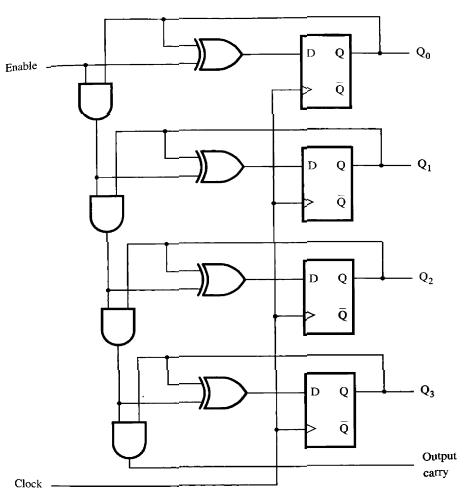 D Q Q₀
Enable
Q̅
D Q Q₁
Q̅
D Q Q₂
Q̅
D Q Q₃
Q̅
Output
carry
Clock